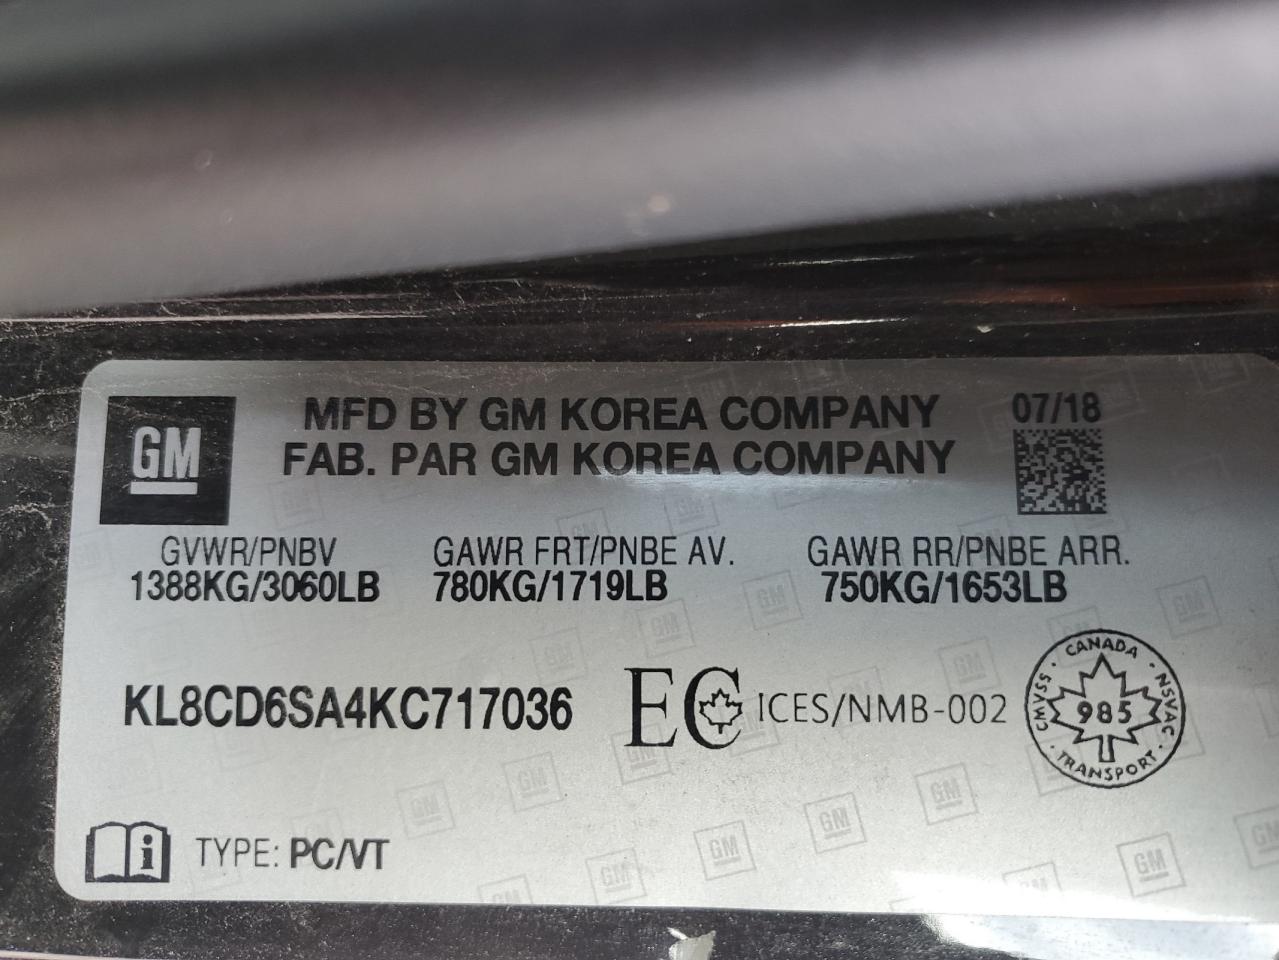 GM
MFD BY GM KOREA COMPANY
FAB. PAR GM KOREA COMPANY
07/18
GVWR/PNBV
1388KG/3060LB
GAWR FRT/PNBE AV.
780KG/1719LB
GAWR RR/PNBE ARR.
750KG/1653LB
KL8CD6SA4KC717036
EC ICES/NMB-002
CANADA · NSVAC · TRANSPORT · CMVSS ·
985
i TYPE: PC/VT